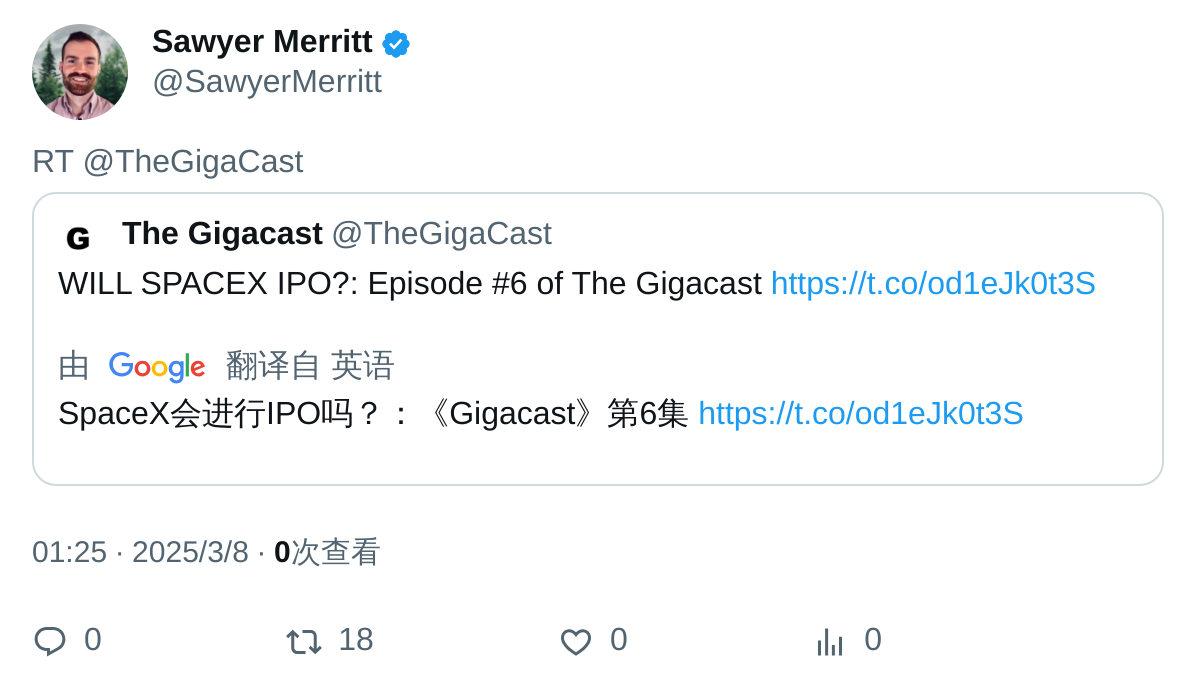 Sawyer Merritt
@SawyerMerritt
RT @TheGigaCast
G The Gigacast @TheGigaCast
WILL SPACEX IPO?: Episode #6 of The Gigacast https://t.co/od1eJk0t3S
由 Google 翻译自 英语
SpaceX会进行IPO吗？：《Gigacast》第6集 https://t.co/od1eJk0t3S
01:25 · 2025/3/8 · 0次查看
0 18 0 0